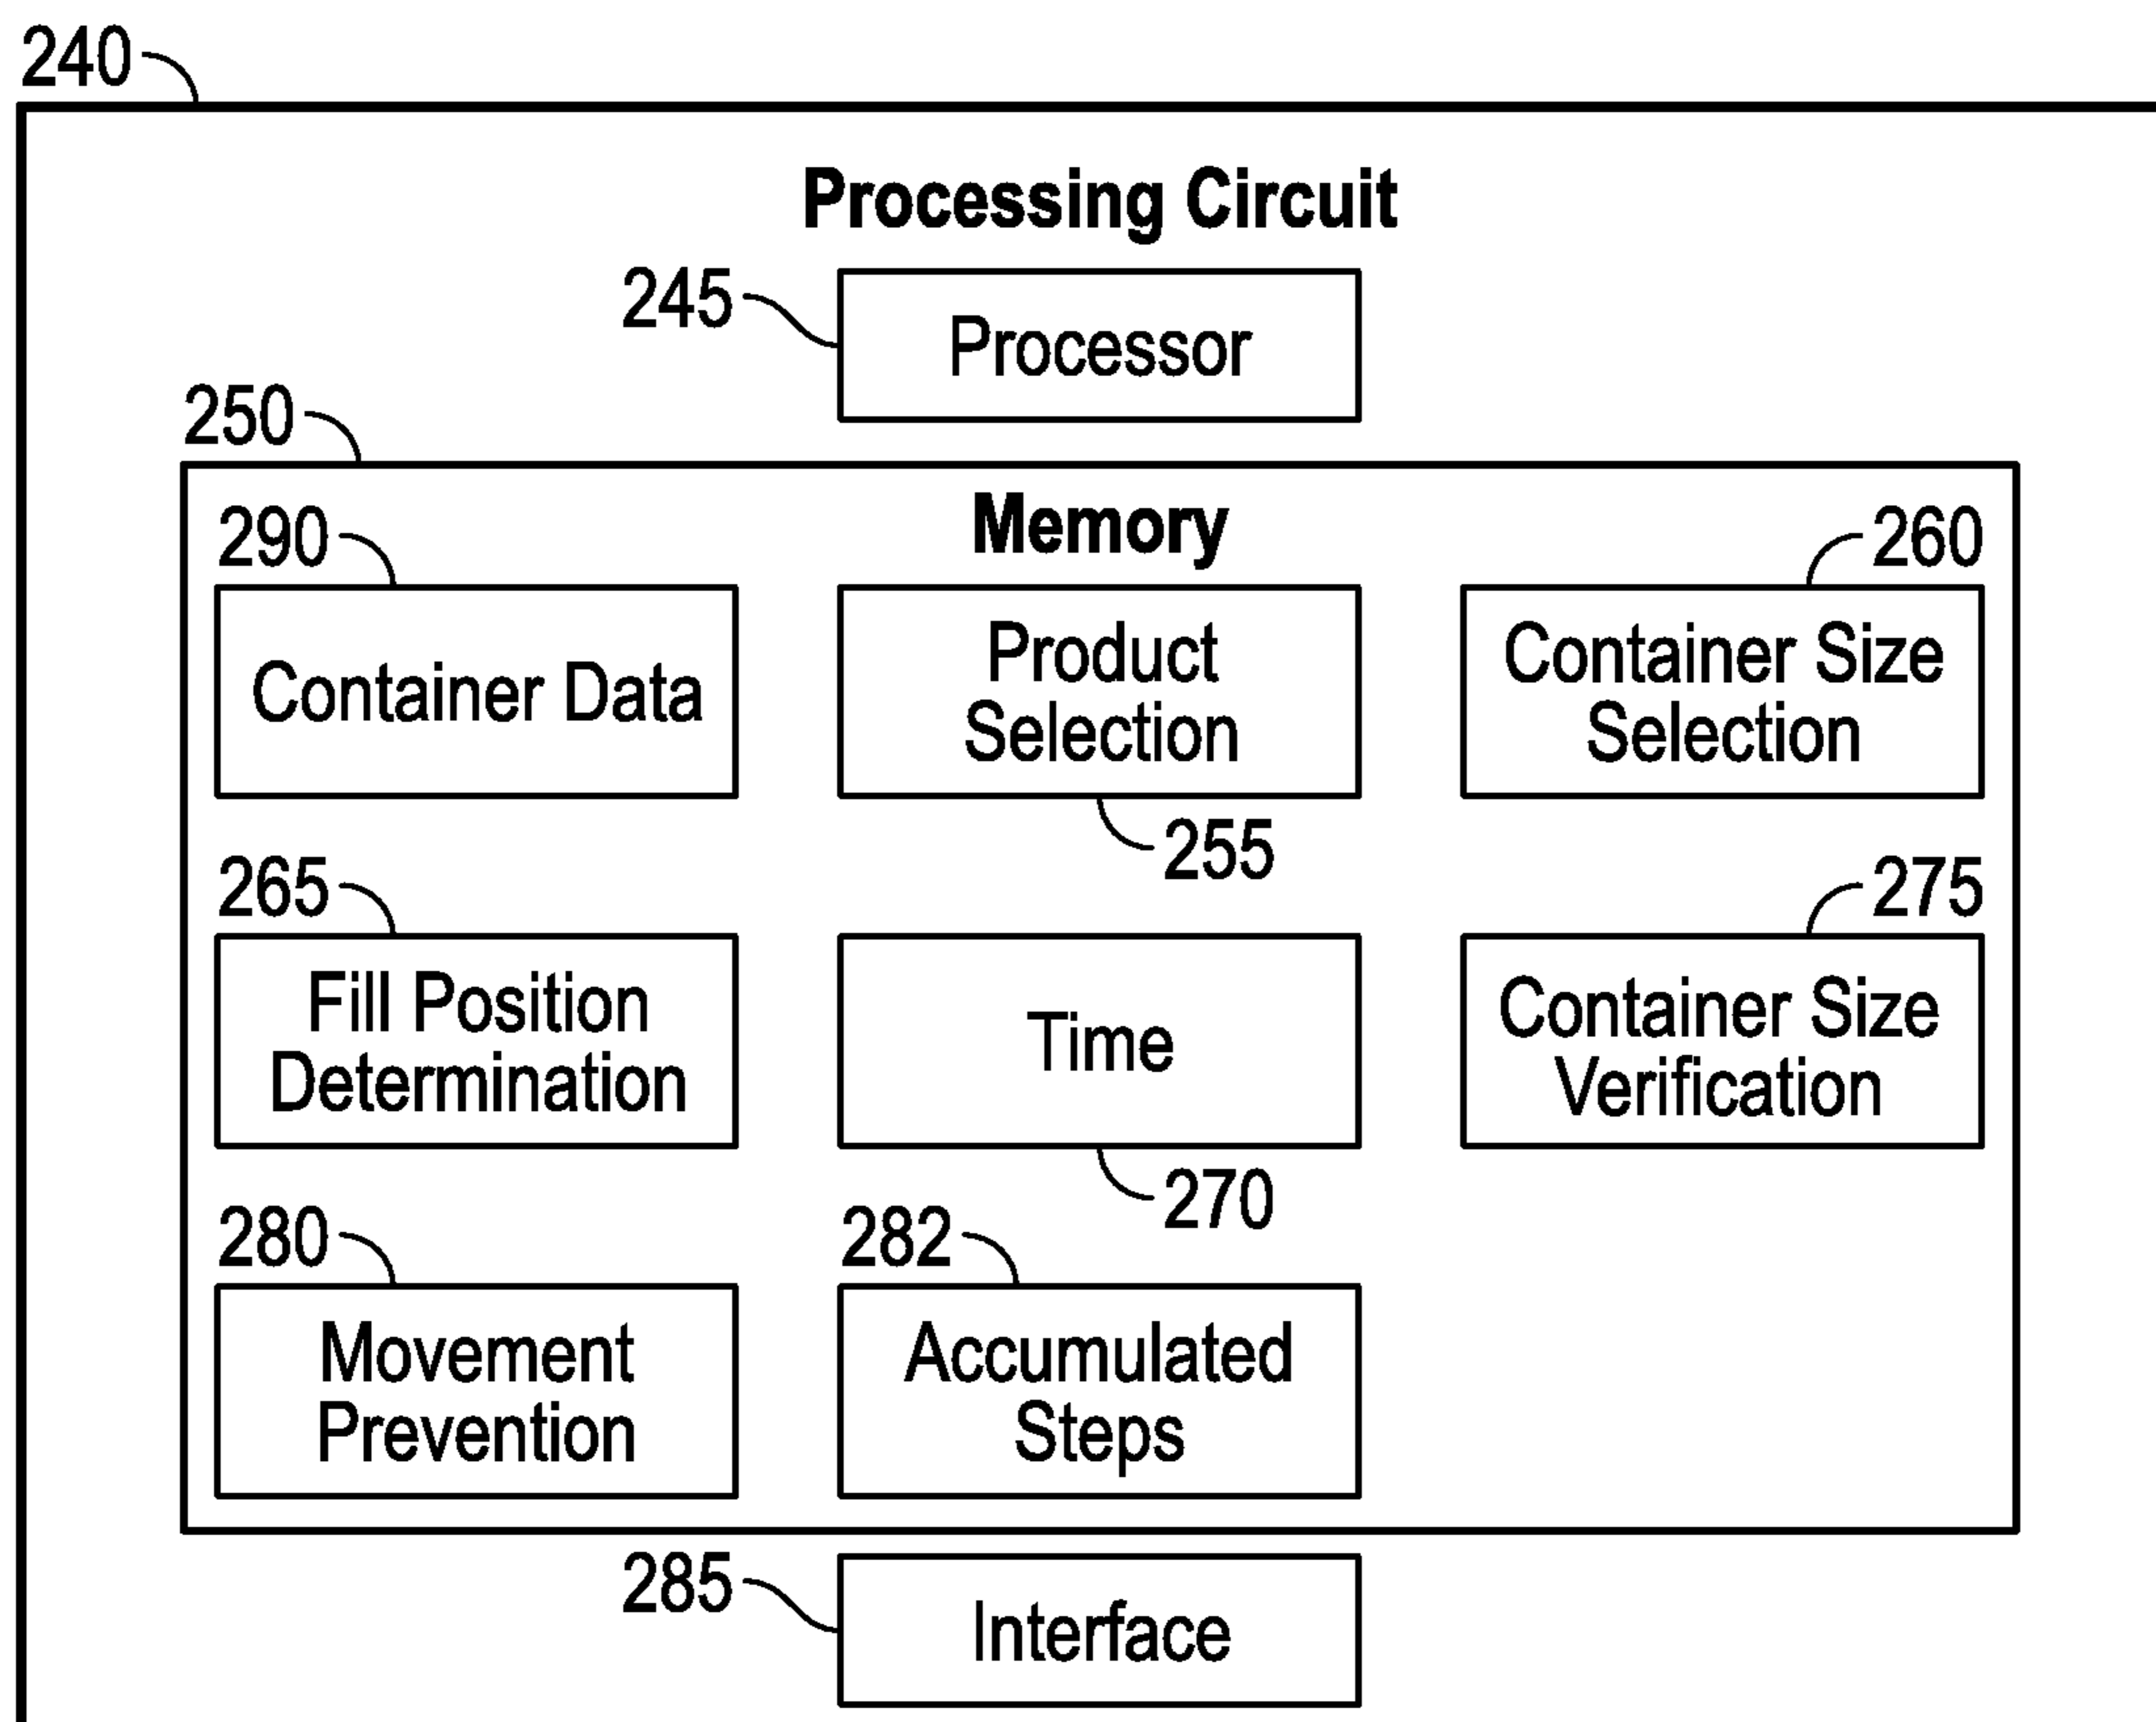 240
Processing Circuit
245
Processor
250
Memory
290
260
Container Data
Product
Selection
Container Size
Selection
255
265
275
Fill Position
Determination
Time
Container Size
Verification
270
280
282
Movement
Prevention
Accumulated
Steps
285
Interface